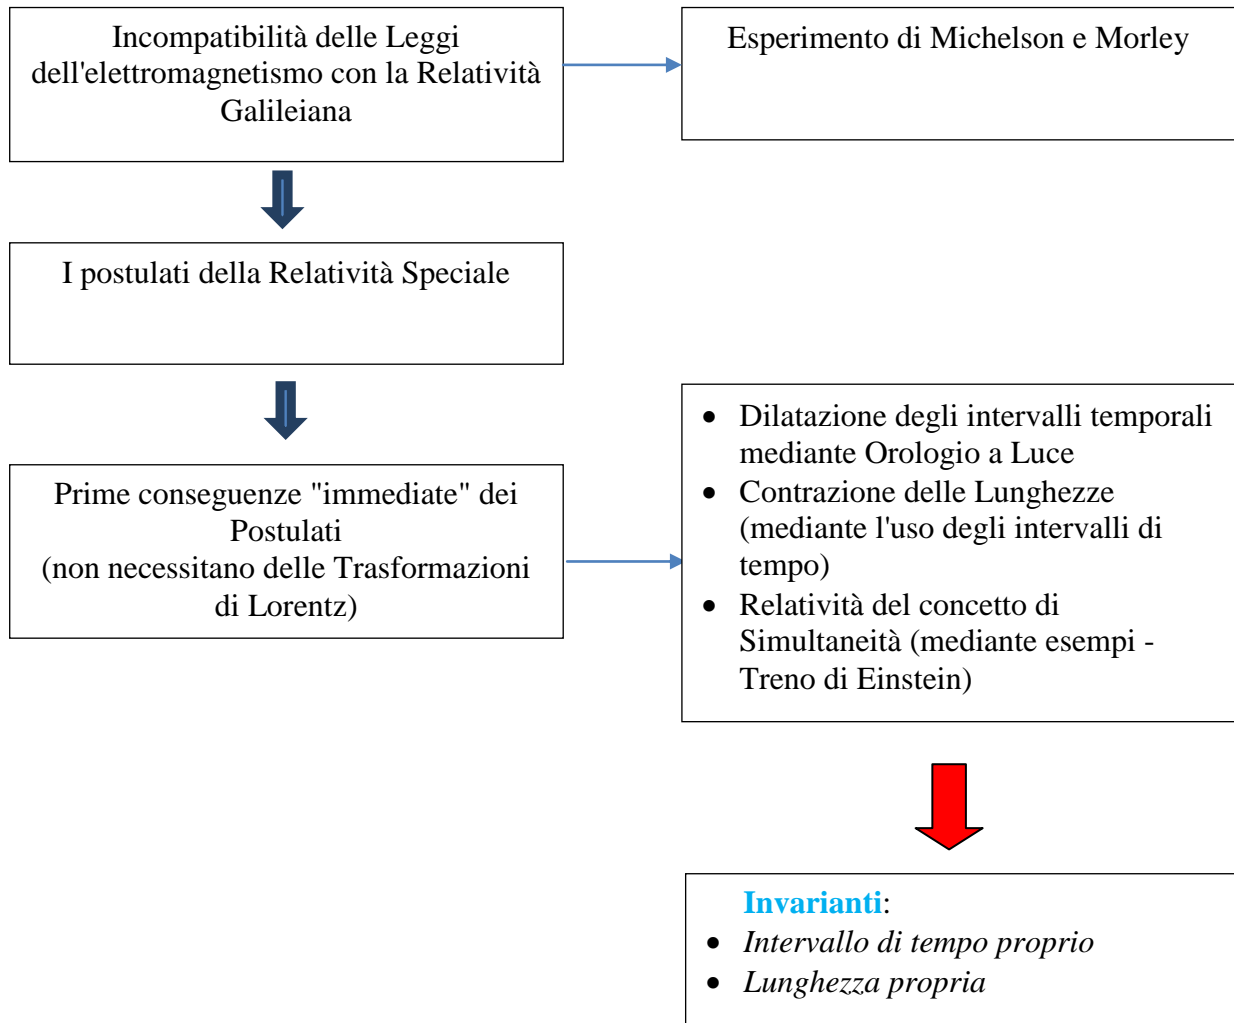 Incompatibilità delle Leggi
dell'elettromagnetismo con la Relatività
Galileiana
Esperimento di Michelson e Morley
I postulati della Relatività Speciale
Prime conseguenze "immediate" dei
Postulati
(non necessitano delle Trasformazioni
di Lorentz)
• Dilatazione degli intervalli temporali
mediante Orologio a Luce
• Contrazione delle Lunghezze
(mediante l'uso degli intervalli di
tempo)
• Relatività del concetto di
Simultaneità (mediante esempi -
Treno di Einstein)
Invarianti:
• Intervallo di tempo proprio
• Lunghezza propria